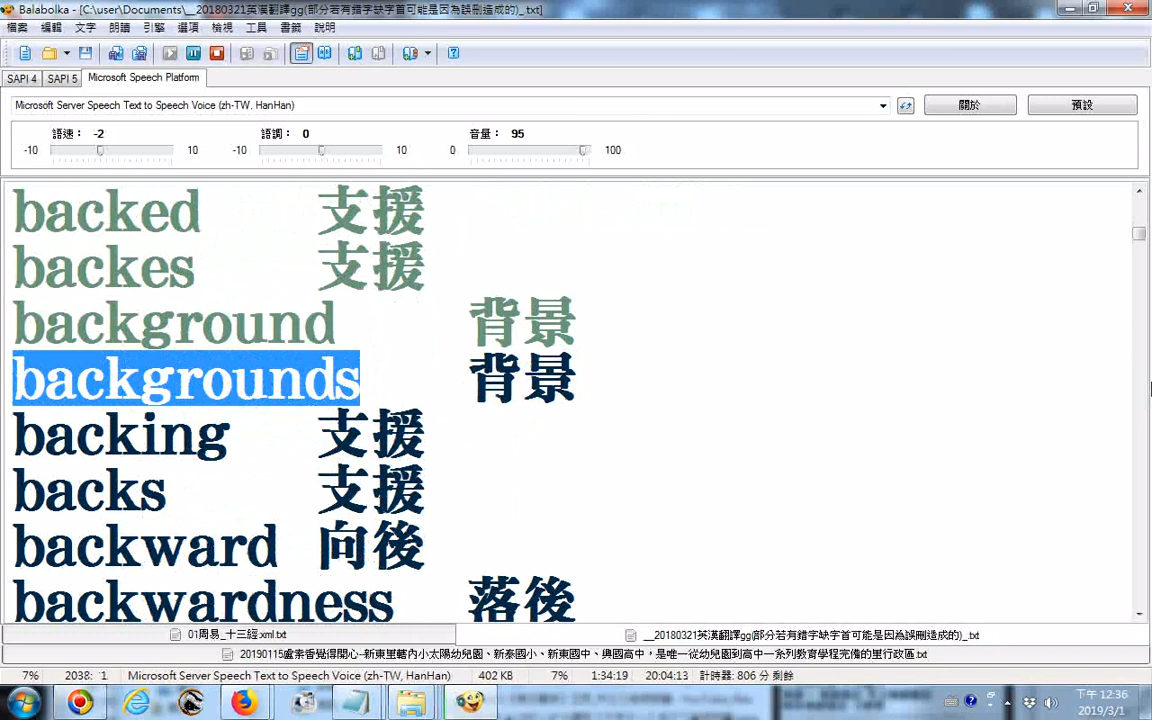 Balabolka - [C:\user\Documents\__20180321英漢翻譯gg(部分若有錯字缺字首可能是因為誤刪造成的)_.txt]
檔案 編輯 文字 朗讀 引擎 選項 檢視 工具 書籤 說明
SAPI 4 SAPI 5 Microsoft Speech Platform
Microsoft Server Speech Text to Speech Voice (zh-TW, HanHan) 關於 預設
語速： -2 語調： 0 音量： 95
-10 10 -10 10 0 100
backed 支援
backes 支援
background 背景
backgrounds 背景
backing 支援
backs 支援
backward 向後
backwardness 落後
01周易_十三經.xml.txt __20180321英漢翻譯gg(部分若有錯字缺字首可能是因為誤刪造成的)_.txt
20190115盧素香覺得開心--新東里轄內小太陽幼兒園、新泰國小、新東國中、興國高中，是唯一從幼兒園到高中一系列教育學程完備的里行政區.txt
7% 2038: 1 Microsoft Server Speech Text to Speech Voice (zh-TW, HanHan) 402 KB 7% 1:34:19 20:04:13 計時器: 806 分 剩餘
下午 12:36
2019/3/1